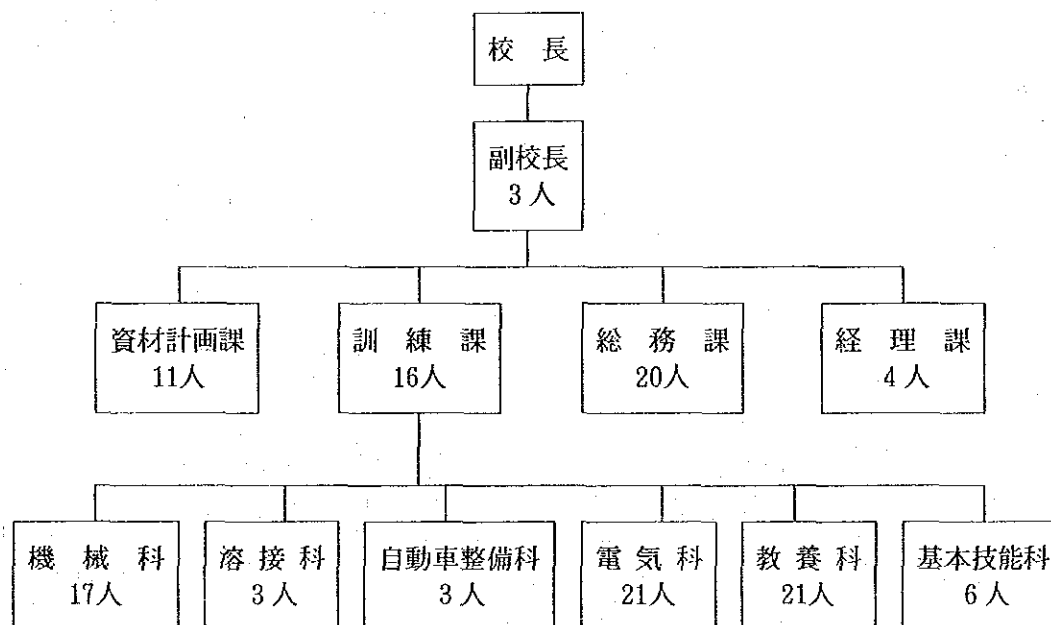 校長
副校長
3人
資材計画課
11人
訓練課
16人
総務課
20人
経理課
4人
機械科
17人
溶接科
3人
自動車整備科
3人
電気科
21人
教養科
21人
基本技能科
6人